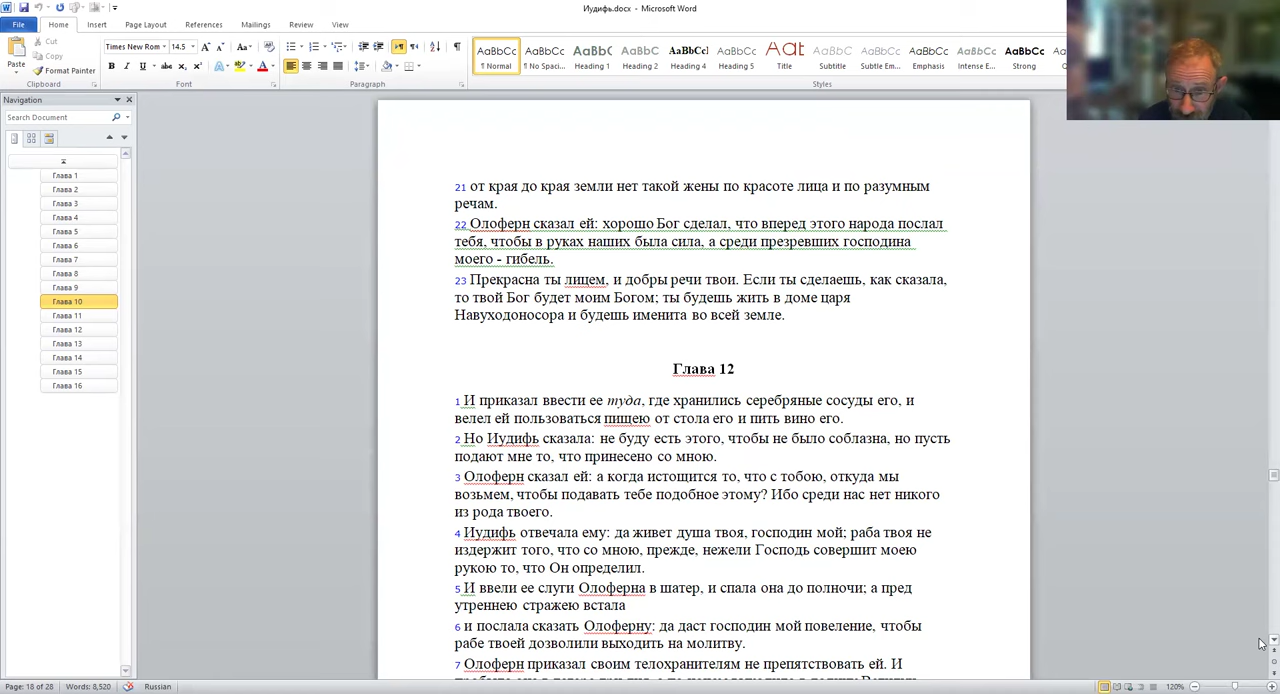 Иудифь.docx - Microsoft Word
File Home Insert Page Layout References Mailings Review View
Cut
Copy
Format Painter
Paste
Clipboard
Times New Rom 14.5
Font
Paragraph
AaBbCc AaBbCc AaBbC AaBbC AaBbCcI AaBbCc AaBt AaBbCc AaBbCc AaBbCc AaBbCc AaBbCc
¶ Normal ¶ No Spaci... Heading 1 Heading 2 Heading 4 Heading 5 Title Subtitle Subtle Em... Emphasis Intense E... Strong
Styles
Navigation
Search Document
Глава 1
Глава 2
Глава 3
Глава 4
Глава 5
Глава 6
Глава 7
Глава 8
Глава 9
Глава 10
Глава 11
Глава 12
Глава 13
Глава 14
Глава 15
Глава 16
21 от края до края земли нет такой жены по красоте лица и по разумным
речам.
22 Олоферн сказал ей: хорошо Бог сделал, что вперед этого народа послал
тебя, чтобы в руках наших была сила, а среди презревших господина
моего - гибель.
23 Прекрасна ты лицем, и добры речи твои. Если ты сделаешь, как сказала,
то твой Бог будет моим Богом; ты будешь жить в доме царя
Навуходоносора и будешь именита во всей земле.
Глава 12
1 И приказал ввести ее туда, где хранились серебряные сосуды его, и
велел ей пользоваться пищею от стола его и пить вино его.
2 Но Иудифь сказала: не буду есть этого, чтобы не было соблазна, но пусть
подают мне то, что принесено со мною.
3 Олоферн сказал ей: а когда истощится то, что с тобою, откуда мы
возьмем, чтобы подавать тебе подобное этому? Ибо среди нас нет никого
из рода твоего.
4 Иудифь отвечала ему: да живет душа твоя, господин мой; раба твоя не
издержит того, что со мною, прежде, нежели Господь совершит моею
рукою то, что Он определил.
5 И ввели ее слуги Олоферна в шатер, и спала она до полночи; а пред
утреннею стражею встала
6 и послала сказать Олоферну: да даст господин мой повеление, чтобы
рабе твоей дозволили выходить на молитву.
7 Олоферн приказал своим телохранителям не препятствовать ей. И
Page: 18 of 28 Words: 8,520 Russian 120%